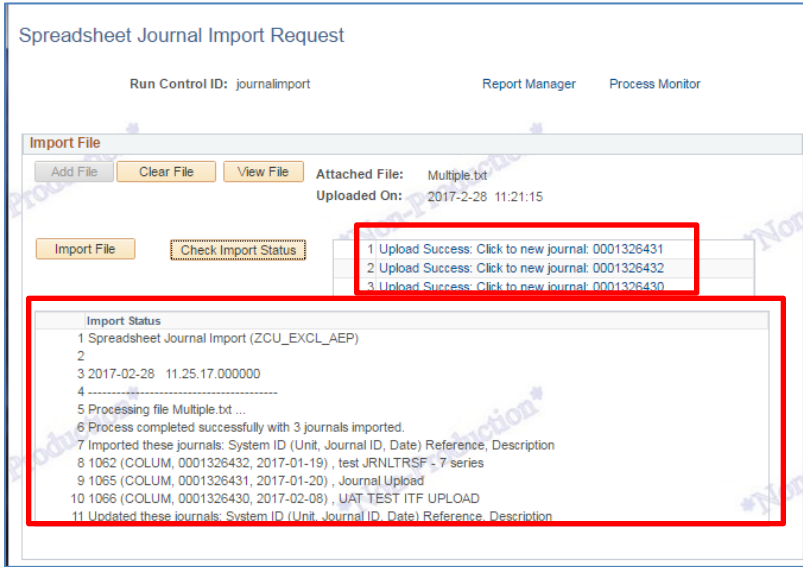 Spreadsheet Journal Import Request
Run Control ID: journalimport Report Manager Process Monitor
Import File
Add File Clear File View File Attached File: Multiple.txt
Uploaded On: 2017-2-28 11:21:15
Import File Check Import Status
1 Upload Success: Click to new journal: 0001326431
2 Upload Success: Click to new journal: 0001326432
3 Upload Success: Click to new journal: 0001326430
Import Status
1 Spreadsheet Journal Import (ZCU_EXCL_AEP)
2
3 2017-02-28 11.25.17.000000
4 ----------------------------------------
5 Processing file Multiple.txt ...
6 Process completed successfully with 3 journals imported.
7 Imported these journals: System ID (Unit, Journal ID, Date) Reference, Description
8 1062 (COLUM, 0001326432, 2017-01-19) , test JRNLTRSF - 7 series
9 1065 (COLUM, 0001326431, 2017-01-20) , Journal Upload
10 1066 (COLUM, 0001326430, 2017-02-08) , UAT TEST ITF UPLOAD
11 Updated these journals: System ID (Unit, Journal ID, Date) Reference, Description
*Non-Production*